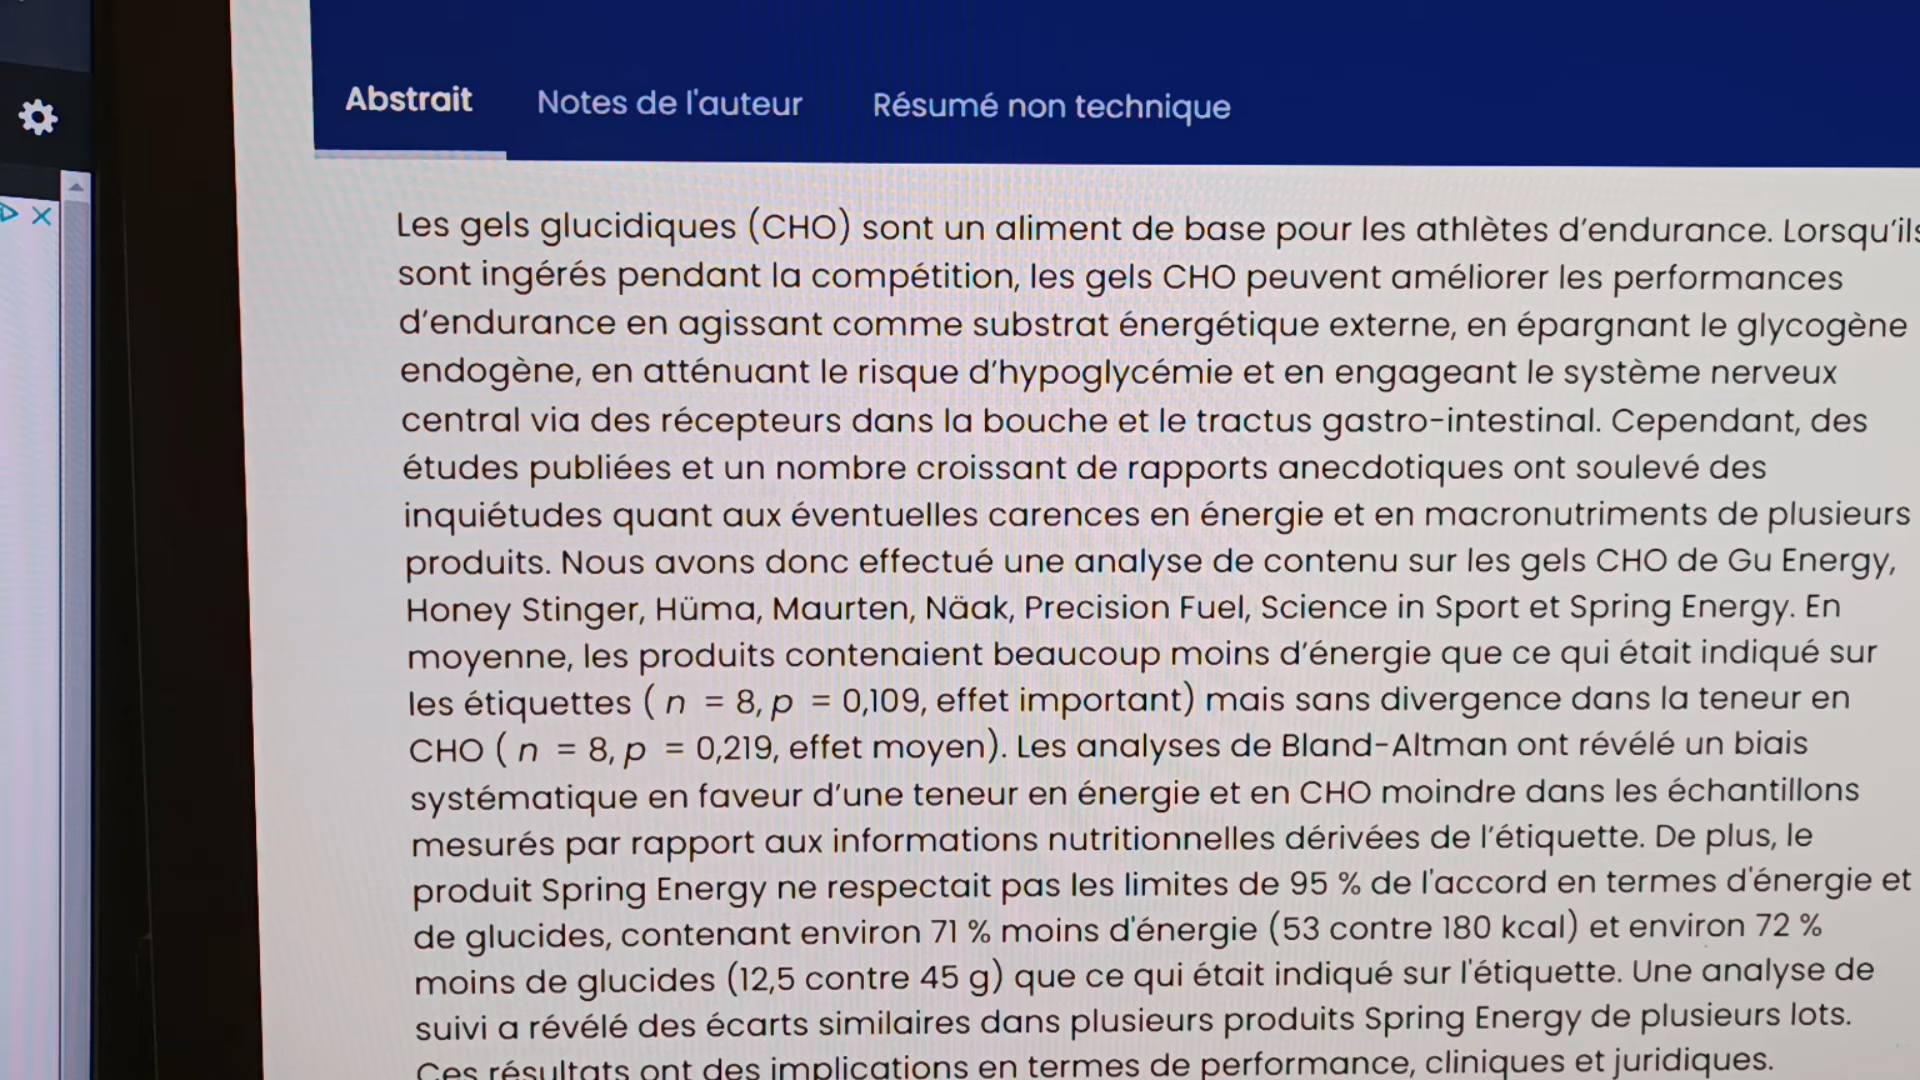 Abstrait Notes de l'auteur Résumé non technique
Les gels glucidiques (CHO) sont un aliment de base pour les athlètes d’endurance. Lorsqu’ils
sont ingérés pendant la compétition, les gels CHO peuvent améliorer les performances
d’endurance en agissant comme substrat énergétique externe, en épargnant le glycogène
endogène, en atténuant le risque d’hypoglycémie et en engageant le système nerveux
central via des récepteurs dans la bouche et le tractus gastro-intestinal. Cependant, des
études publiées et un nombre croissant de rapports anecdotiques ont soulevé des
inquiétudes quant aux éventuelles carences en énergie et en macronutriments de plusieurs
produits. Nous avons donc effectué une analyse de contenu sur les gels CHO de Gu Energy,
Honey Stinger, Hüma, Maurten, Näak, Precision Fuel, Science in Sport et Spring Energy. En
moyenne, les produits contenaient beaucoup moins d’énergie que ce qui était indiqué sur
les étiquettes ( n = 8, p = 0,109, effet important) mais sans divergence dans la teneur en
CHO ( n = 8, p = 0,219, effet moyen). Les analyses de Bland-Altman ont révélé un biais
systématique en faveur d’une teneur en énergie et en CHO moindre dans les échantillons
mesurés par rapport aux informations nutritionnelles dérivées de l’étiquette. De plus, le
produit Spring Energy ne respectait pas les limites de 95 % de l'accord en termes d'énergie et
de glucides, contenant environ 71 % moins d'énergie (53 contre 180 kcal) et environ 72 %
moins de glucides (12,5 contre 45 g) que ce qui était indiqué sur l'étiquette. Une analyse de
suivi a révélé des écarts similaires dans plusieurs produits Spring Energy de plusieurs lots.
Ces résultats ont des implications en termes de performance, cliniques et juridiques.